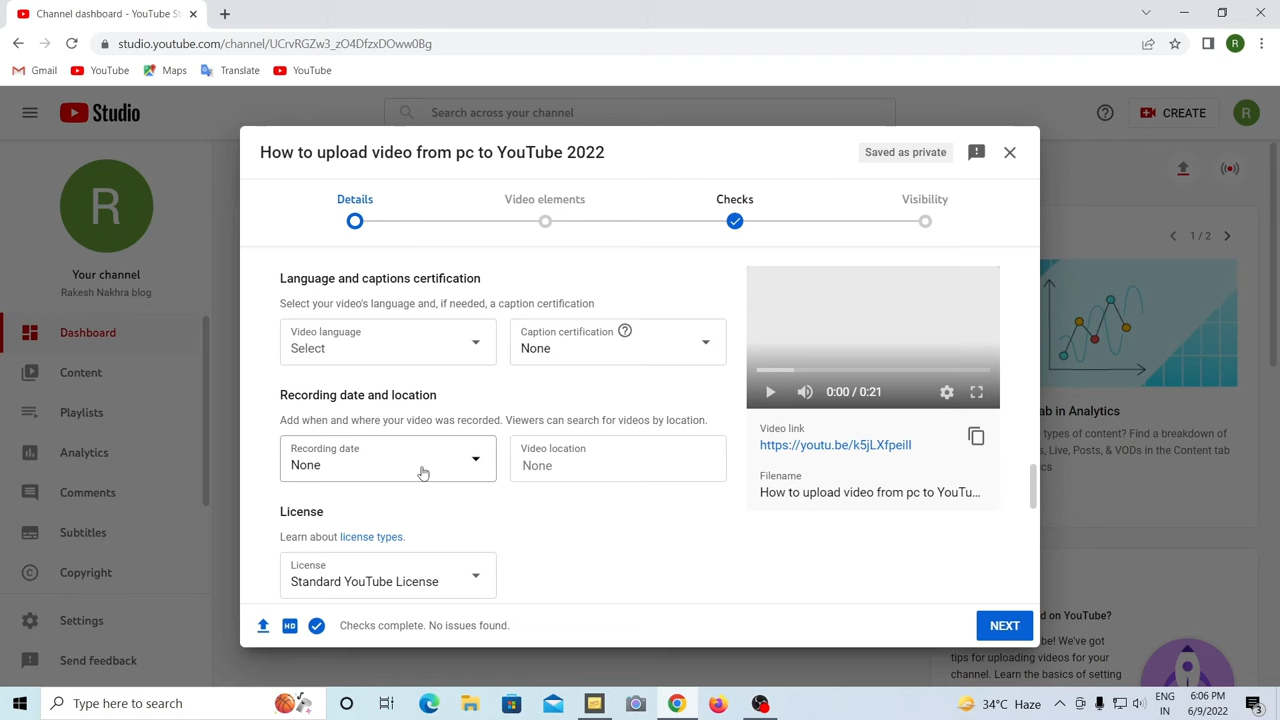 Channel dashboard - YouTube St
studio.youtube.com/channel/UCrvRGZw3_zO4DfzxDOww0Bg
R
Gmail
YouTube
Maps
Translate
YouTube
Studio
Search across your channel
CREATE
R
R
Your channel
Rakesh Nakhra blog
Dashboard
Content
Playlists
Analytics
Comments
Subtitles
Copyright
Settings
Send feedback
How to upload video from pc to YouTube 2022
Saved as private
Details
Video elements
Checks
Visibility
Language and captions certification
Select your video's language and, if needed, a caption certification
Video language
Select
Caption certification
None
Recording date and location
Add when and where your video was recorded. Viewers can search for videos by location.
Recording date
None
Video location
None
License
Learn about license types.
License
Standard YouTube License
0:00 / 0:21
Video link
https://youtu.be/k5jLXfpeiII
Filename
How to upload video from pc to YouTu...
HD
Checks complete. No issues found.
NEXT
1 / 2
ab in Analytics
types of content? Find a breakdown of
s, Live, Posts, & VODs in the Content tab
cs
d on YouTube?
be! We've got
tips for uploading videos for your
channel. Learn the basics of setting
Type here to search
34°C Haze
ENG
IN
6:06 PM
6/9/2022
3